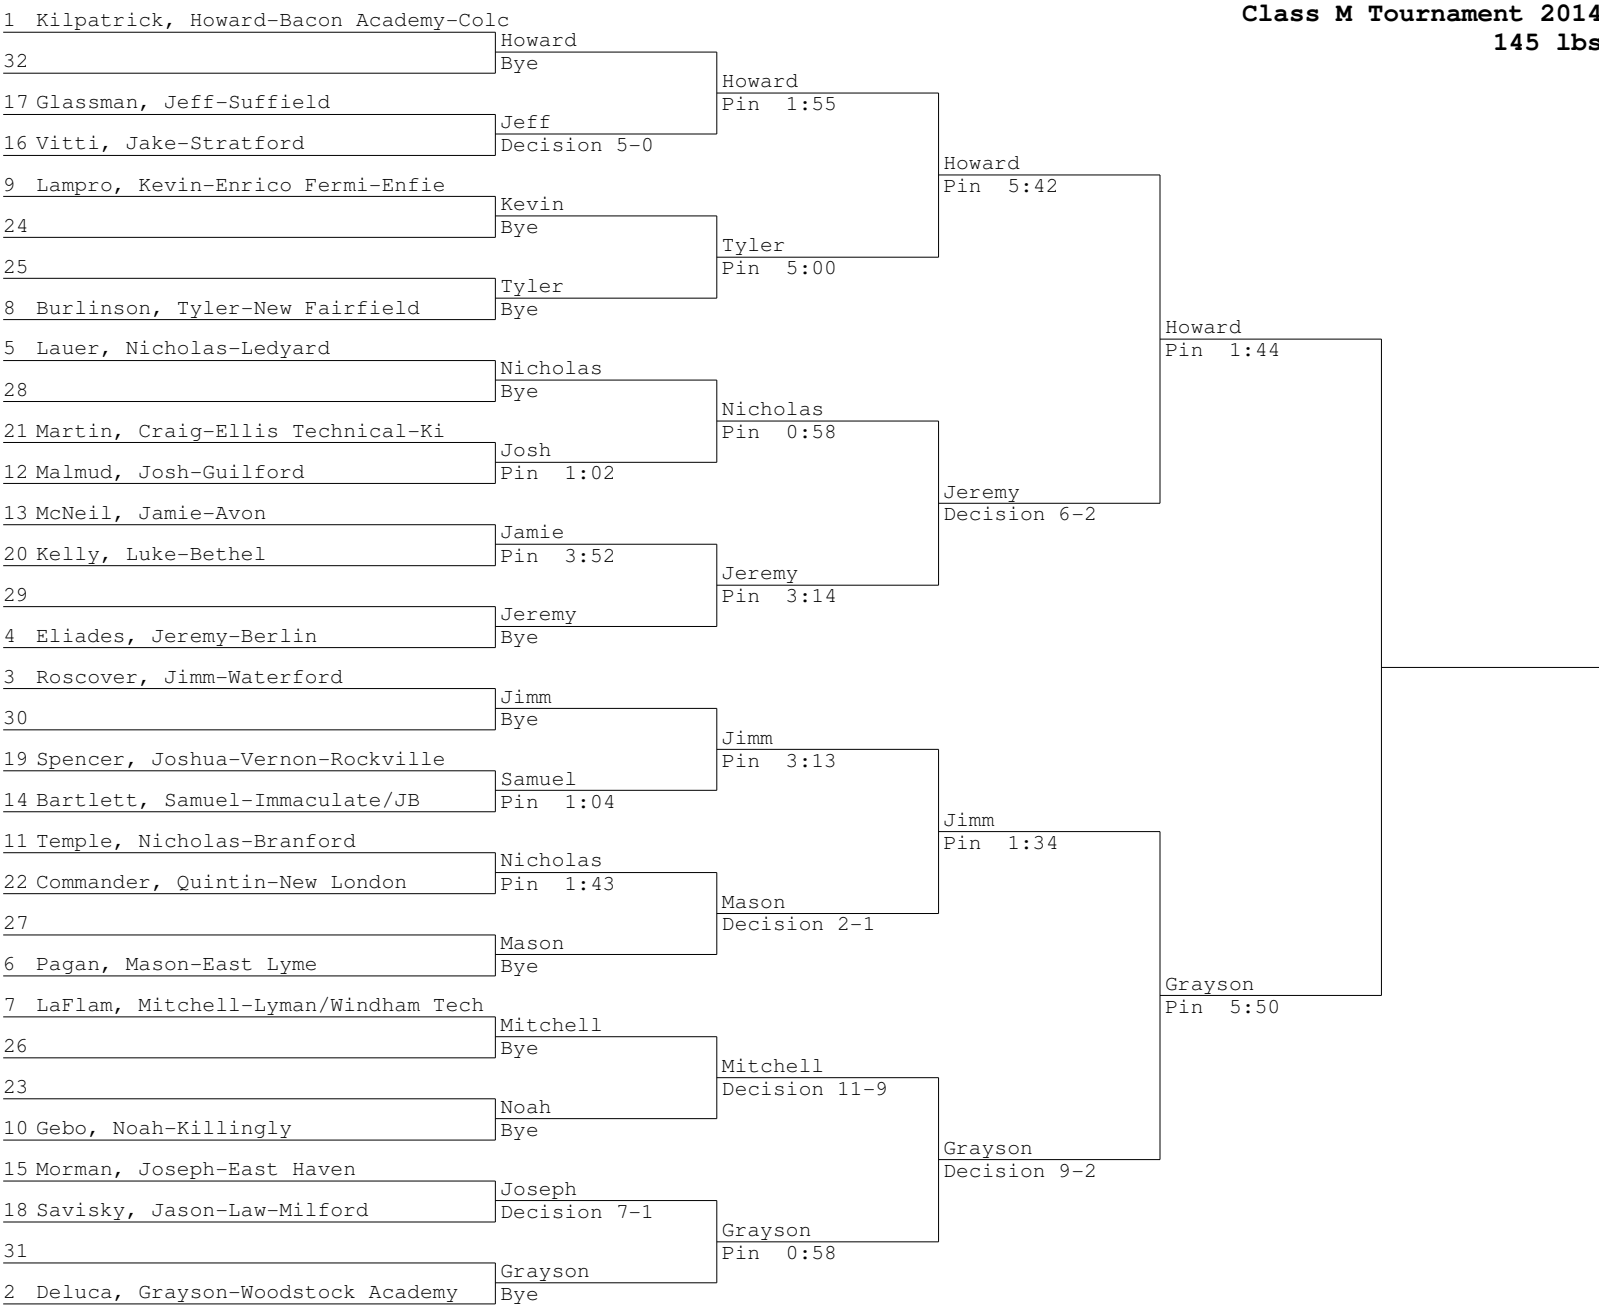 Class M Tournament 2014
145 lbs
1 Kilpatrick, Howard-Bacon Academy-Colc
32
17 Glassman, Jeff-Suffield
16 Vitti, Jake-Stratford
9 Lampro, Kevin-Enrico Fermi-Enfie
24
25
8 Burlinson, Tyler-New Fairfield
5 Lauer, Nicholas-Ledyard
28
21 Martin, Craig-Ellis Technical-Ki
12 Malmud, Josh-Guilford
13 McNeil, Jamie-Avon
20 Kelly, Luke-Bethel
29
4 Eliades, Jeremy-Berlin
3 Roscover, Jimm-Waterford
30
19 Spencer, Joshua-Vernon-Rockville
14 Bartlett, Samuel-Immaculate/JB
11 Temple, Nicholas-Branford
22 Commander, Quintin-New London
27
6 Pagan, Mason-East Lyme
7 LaFlam, Mitchell-Lyman/Windham Tech
26
23
10 Gebo, Noah-Killingly
15 Morman, Joseph-East Haven
18 Savisky, Jason-Law-Milford
31
2 Deluca, Grayson-Woodstock Academy
Howard
Bye
Jeff
Decision 5-0
Kevin
Bye
Tyler
Bye
Nicholas
Bye
Josh
Pin 1:02
Jamie
Pin 3:52
Jeremy
Bye
Jimm
Bye
Samuel
Pin 1:04
Nicholas
Pin 1:43
Mason
Bye
Mitchell
Bye
Noah
Bye
Joseph
Decision 7-1
Grayson
Bye
Howard
Pin 1:55
Tyler
Pin 5:00
Nicholas
Pin 0:58
Jeremy
Pin 3:14
Jimm
Pin 3:13
Mason
Decision 2-1
Mitchell
Decision 11-9
Grayson
Pin 0:58
Howard
Pin 5:42
Jeremy
Decision 6-2
Jimm
Pin 1:34
Grayson
Decision 9-2
Howard
Pin 1:44
Grayson
Pin 5:50